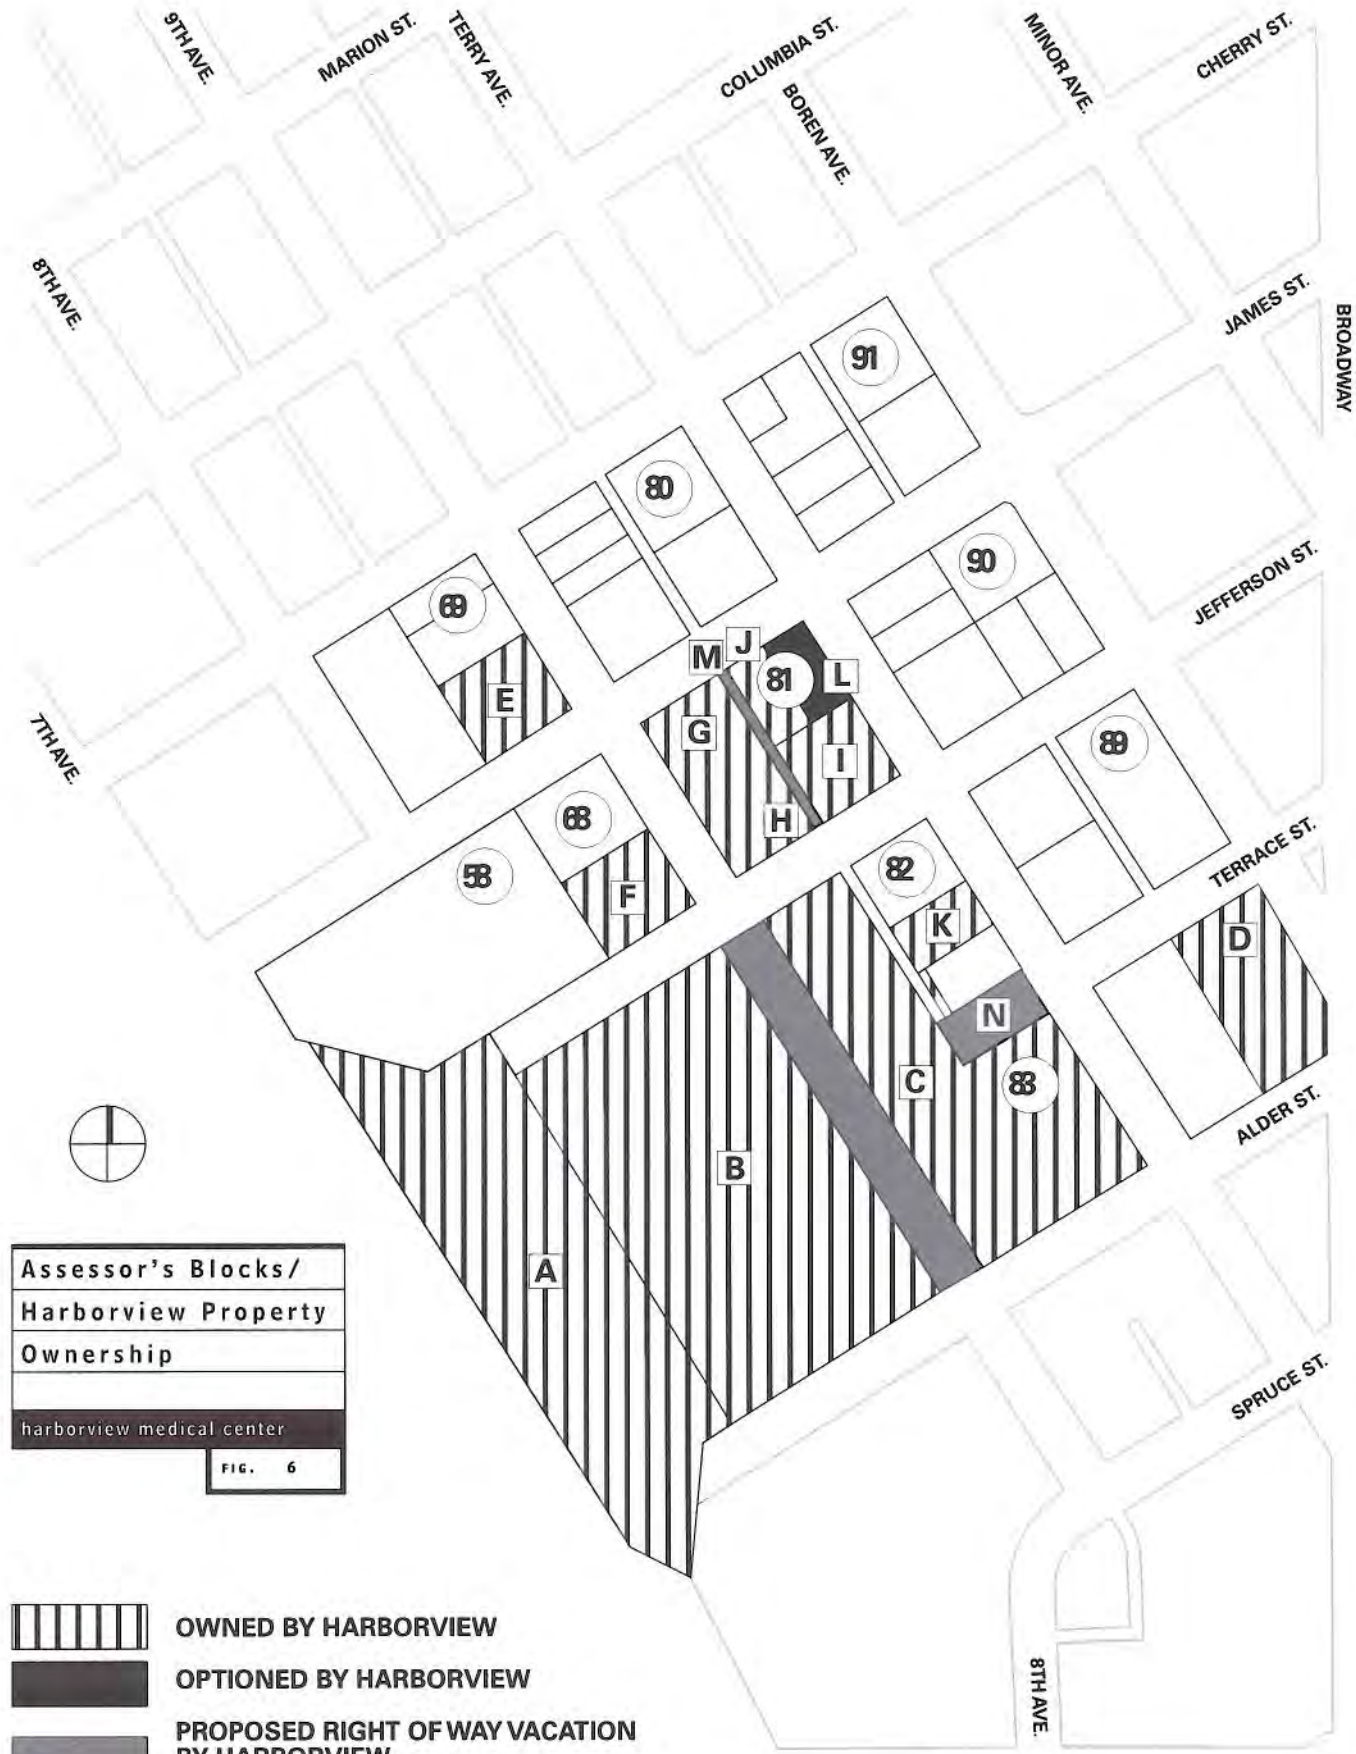 9TH AVE.
MARION ST.
TERRY AVE.
COLUMBIA ST.
BOREN AVE.
MINOR AVE.
CHERRY ST.
8TH AVE.
JAMES ST.
BROADWAY
91
80
90
JEFFERSON ST.
69
M
J
81
L
E
G
I
H
7TH AVE.
89
68
58
F
82
K
TERRACE ST.
D
N
C
83
ALDER ST.
B
A
Assessor's Blocks/
Harborview Property
Ownership
harborview medical center
FIG. 6
SPRUCE ST.
8TH AVE.
OWNED BY HARBORVIEW
OPTIONED BY HARBORVIEW
PROPOSED RIGHT OF WAY VACATION
BY HARBORVIEW